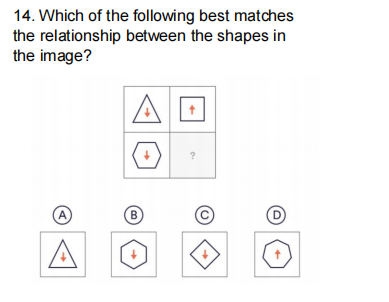 14. Which of the following best matches
the relationship between the shapes in
the image?
?
A B C D